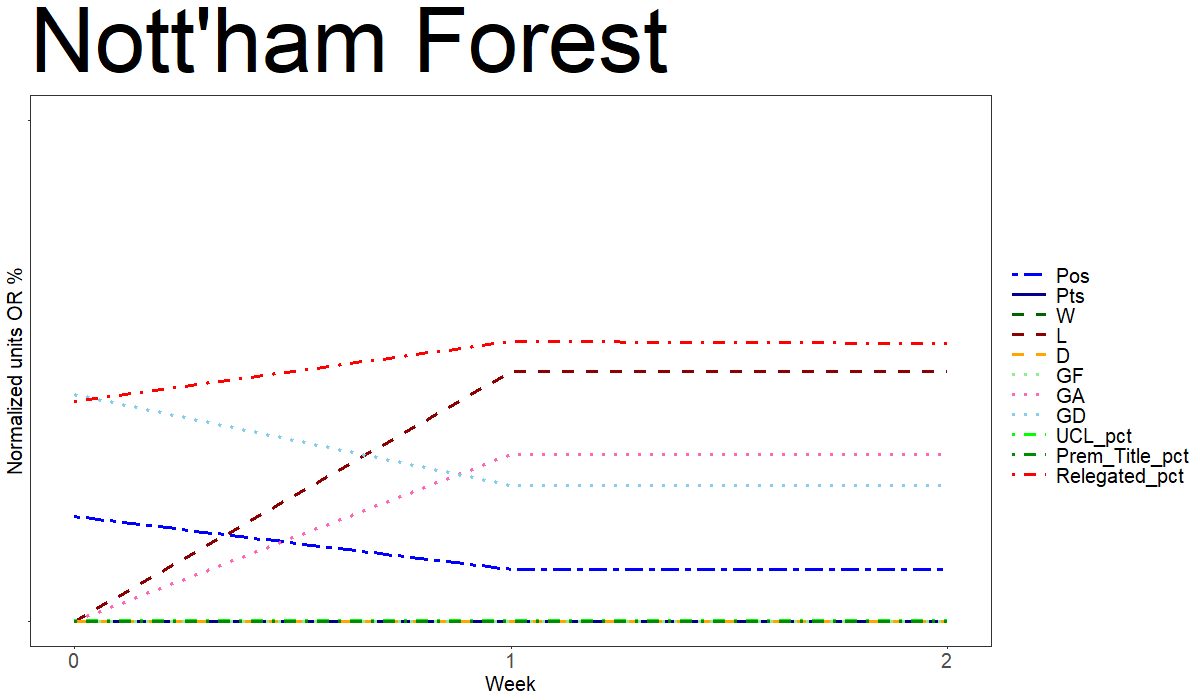 Nott'ham Forest
Normalized units OR %
0
1
2
Week
Pos
Pts
W
L
D
GF
GA
GD
UCL_pct
Prem_Title_pct
Relegated_pct